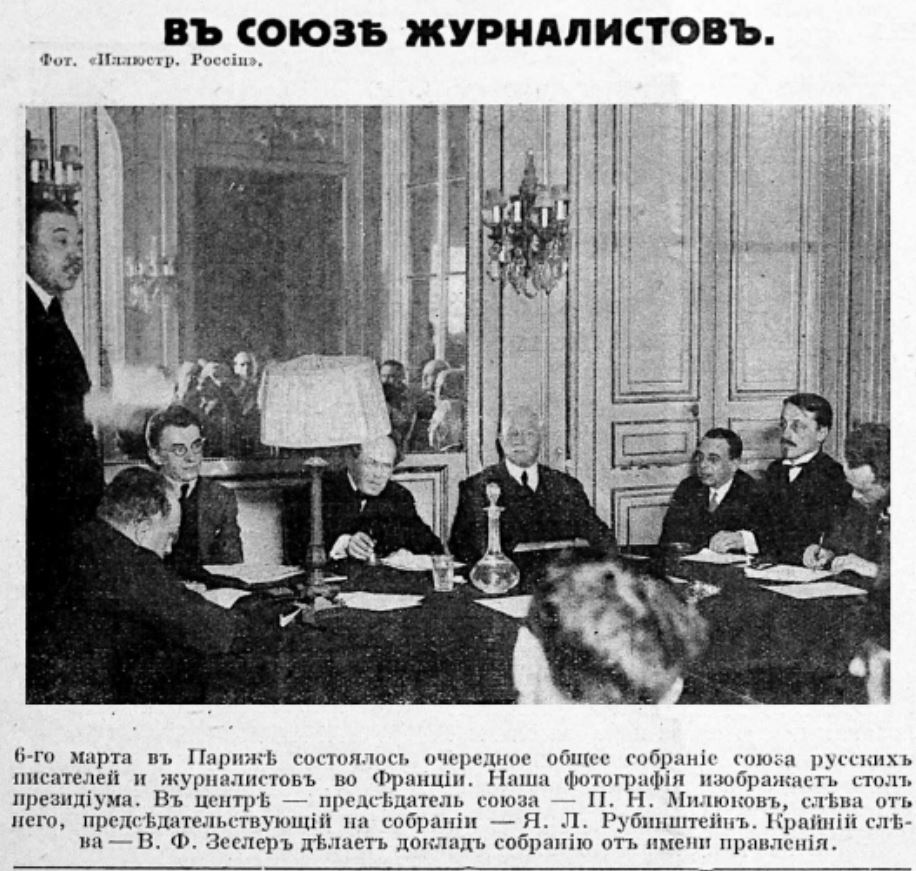 ВЪ СОЮЗѢ ЖУРНАЛИСТОВЪ.
Фот. «Иллюстр. Россіи».
6-го марта въ Парижѣ состоялось очередное общее собраніе союза русскихъ
писателей и журналистовъ во Франціи. Наша фотографія изображаетъ столъ
президіума. Въ центрѣ — предсѣдатель союза — П. Н. Милюковъ, слѣва отъ
него, предсѣдательствующій на собраніи — Я. Л. Рубинштейнъ. Крайній слѣ-
ва — В. Ф. Зеелеръ дѣлаетъ докладъ собранію отъ имени правленія.